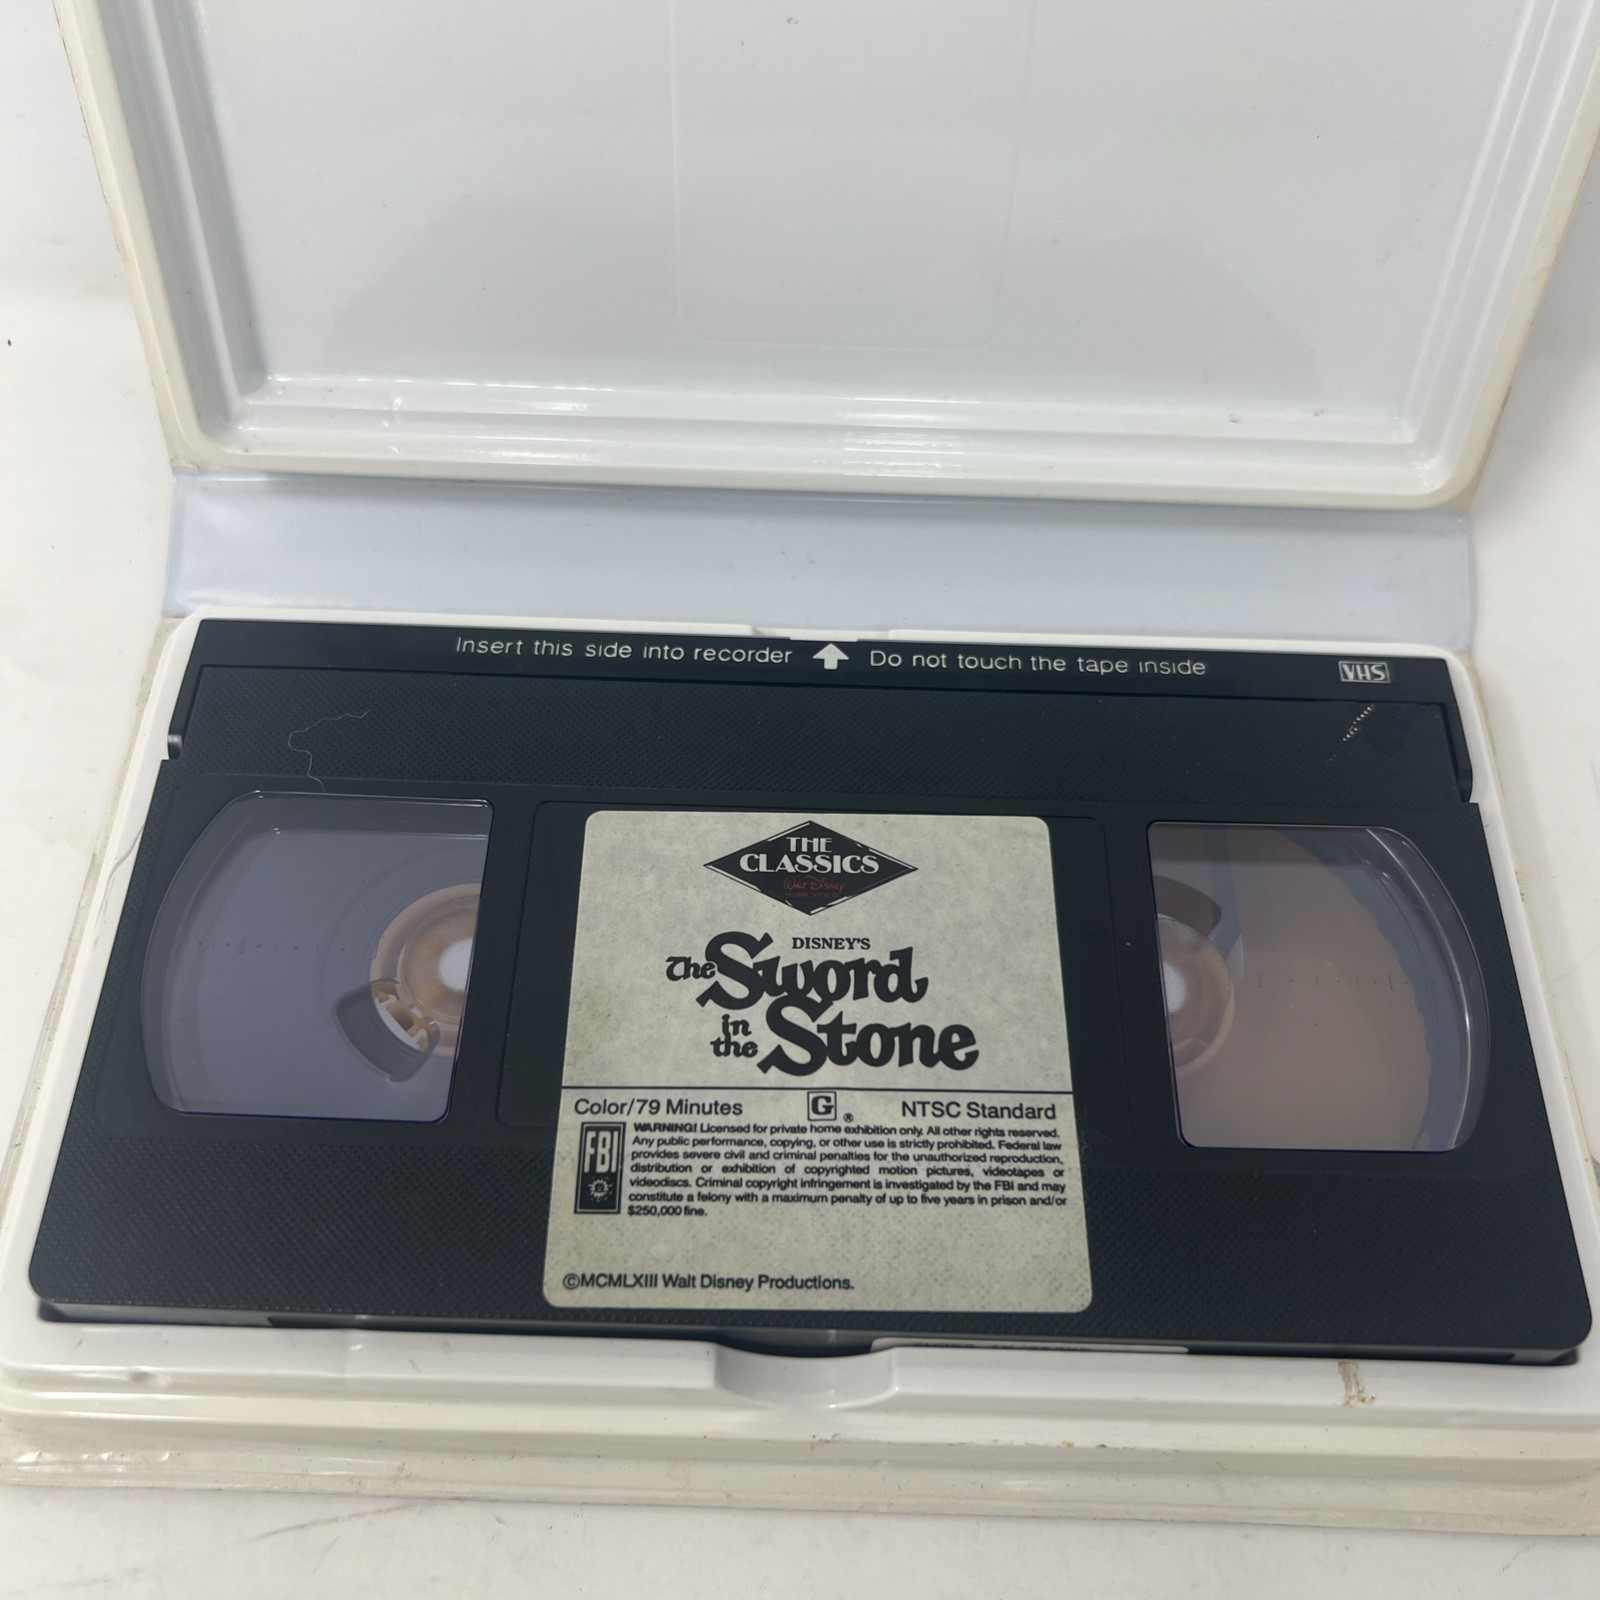 Insert this side into recorder Do not touch the tape inside VHS
THE
CLASSICS
Walt Disney
HOME VIDEO
DISNEY'S
The Sword
in
the Stone
Color/79 Minutes G ® NTSC Standard
FBI
WARNING! Licensed for private home exhibition only. All other rights reserved.
Any public performance, copying, or other use is strictly prohibited. Federal law
provides severe civil and criminal penalties for the unauthorized reproduction,
distribution or exhibition of copyrighted motion pictures, videotapes or
videodiscs. Criminal copyright infringement is investigated by the FBI and may
constitute a felony with a maximum penalty of up to five years in prison and/or
$250,000 fine.
©MCMLXIII Walt Disney Productions.